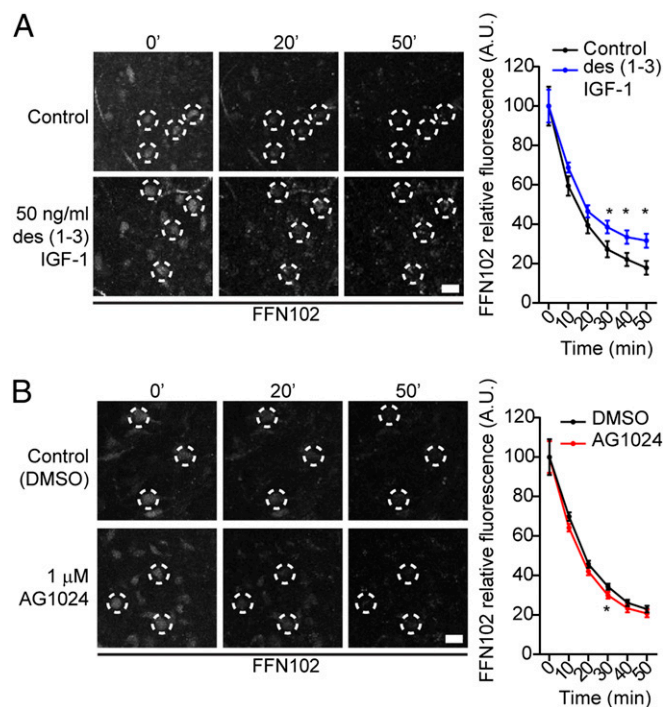 A
0' 20' 50'
Control
50 ng/ml
des (1-3)
IGF-1
FFN102
FFN102 relative fluorescence (A.U.)
120
100
80
60
40
20
0
Control
des (1-3)
IGF-1
* * *
0 10 20 30 40 50
Time (min)
B
0' 20' 50'
Control
(DMSO)
1 μM
AG1024
FFN102
FFN102 relative fluorescence (A.U.)
120
100
80
60
40
20
0
DMSO
AG1024
*
0 10 20 30 40 50
Time (min)